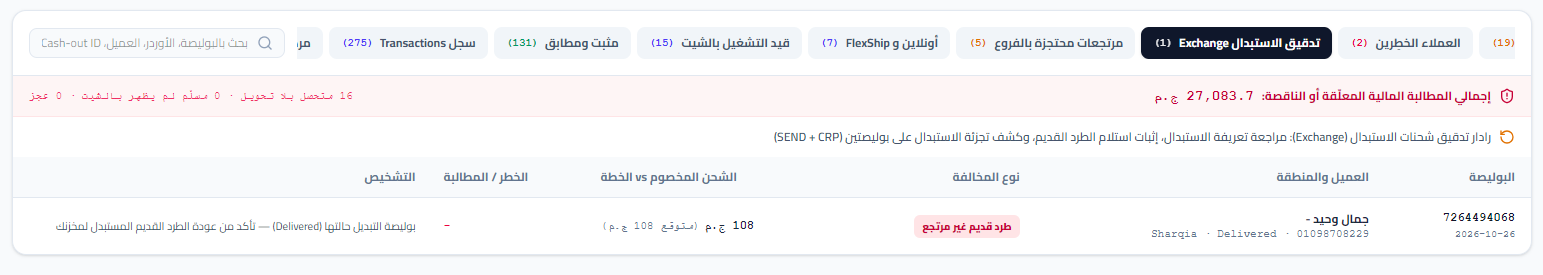 (19) العملاء الخطرين (2) تدقيق الاستبدال Exchange (1) مرتجعات محتجزة بالفروع (5) أونلاين و FlexShip (7) قيد التشغيل بالشيت (15) مثبت ومطابق (131) سجل Transactions (275)
بحث بالبوليصة، الأوردر، العميل، Cash-out ID
إجمالي المطالبة المالية المعلّقة أو الناقصة: 27,083.7 ج.م
16 متحصل بلا تحويل · 0 مسلّم لم يظهر بالشيت · 0 عجز
رادار تدقيق شحنات الاستبدال (Exchange): مراجعة تعريفة الاستبدال، إثبات استلام الطرد القديم، وكشف تجزئة الاستبدال على بوليصتين (SEND + CRP)
البوليصة العميل والمنطقة نوع المخالفة الشحن المخصوم vs الخطة الخطر / المطالبة التشخيص
7264494068
2026-10-26
جمال وحيد -
Sharqia · Delivered · 01098708229
طرد قديم غير مرتجع
108 ج.م (متوقع 108 ج.م)
–
بوليصة التبديل حالتها (Delivered) — تأكد من عودة الطرد القديم المستبدل لمخزنك